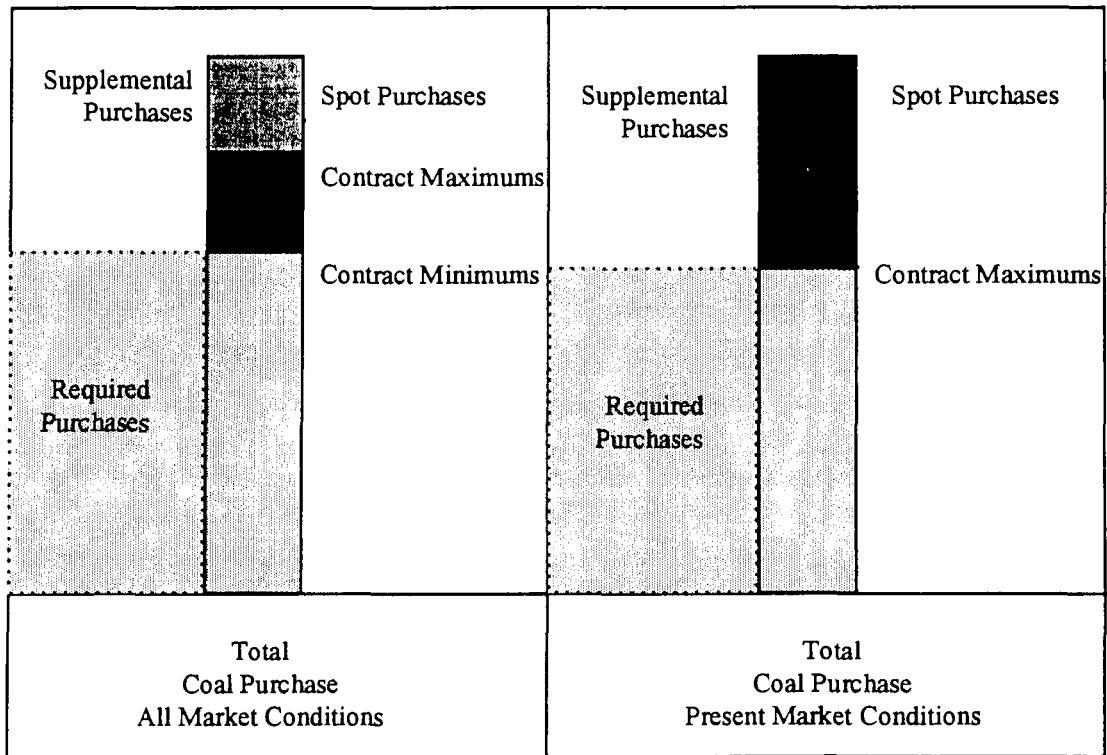 Supplemental
Purchases
Spot Purchases
Contract Maximums
Contract Minimums
Required
Purchases
Total
Coal Purchase
All Market Conditions
Supplemental
Purchases
Spot Purchases
Contract Maximums
Required
Purchases
Total
Coal Purchase
Present Market Conditions